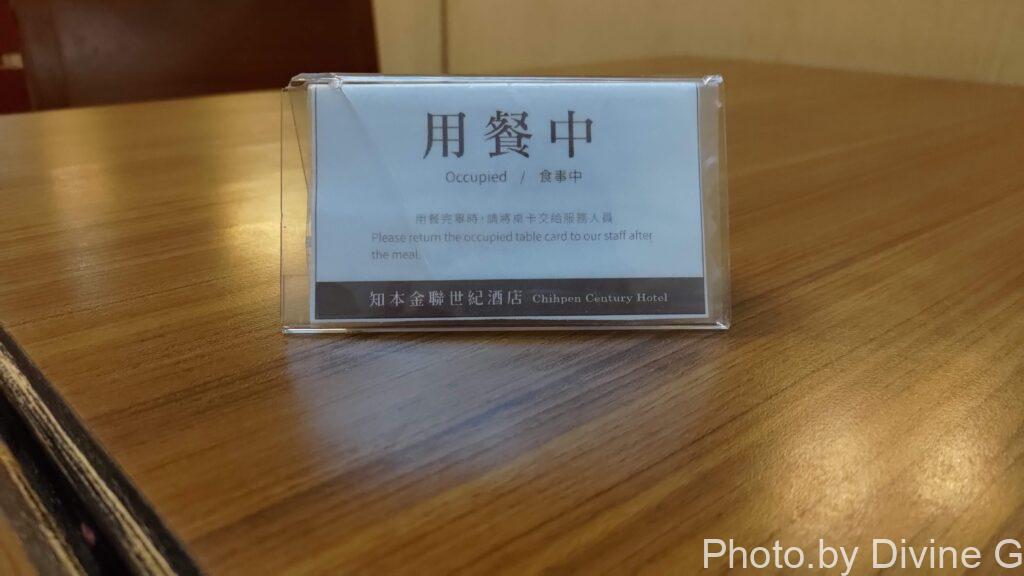 用餐中
Occupied / 食事中
用餐完畢時,請將桌卡交給服務人員
Please return the occupied table card to our staff after
the meal.
知本金聯世紀酒店 Chihpen Century Hotel
Photo.by Divine G